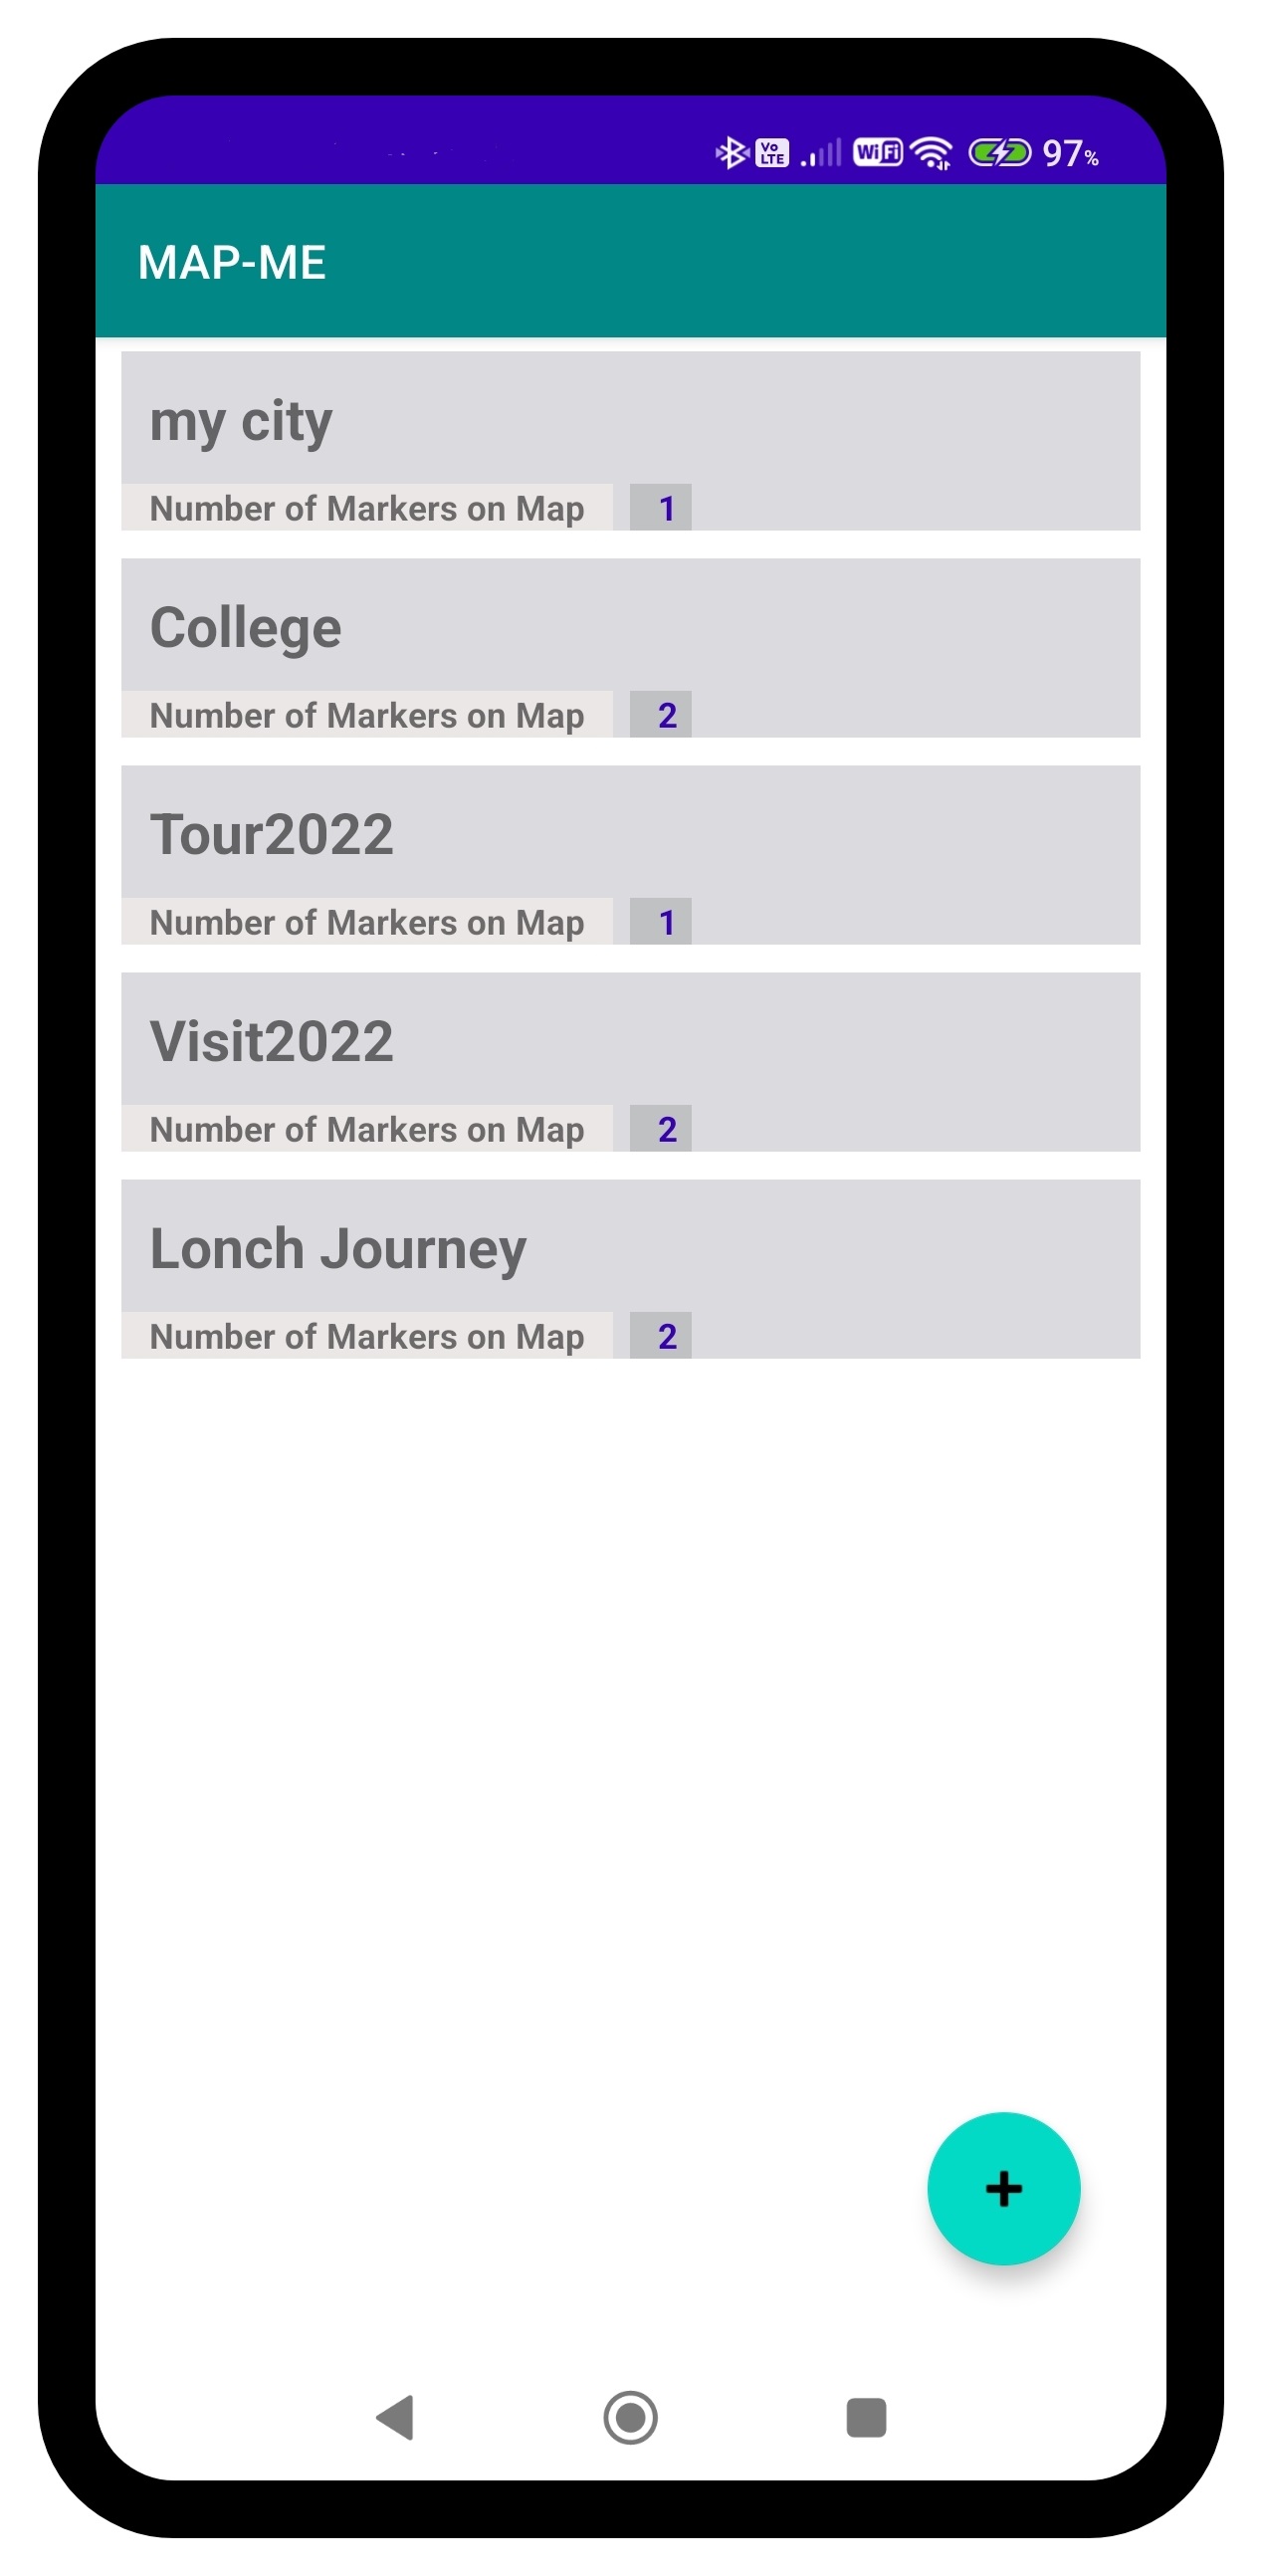 Vo
LTE
WiFi
97%
MAP-ME
my city
Number of Markers on Map 1
College
Number of Markers on Map 2
Tour2022
Number of Markers on Map 1
Visit2022
Number of Markers on Map 2
Lonch Journey
Number of Markers on Map 2
+